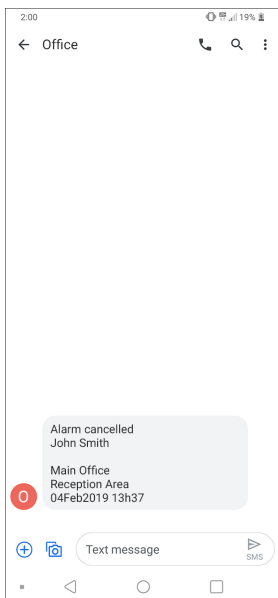 2:00
19%
Office
Alarm cancelled
John Smith
Main Office
Reception Area
04Feb2019 13h37
O
Text message
SMS